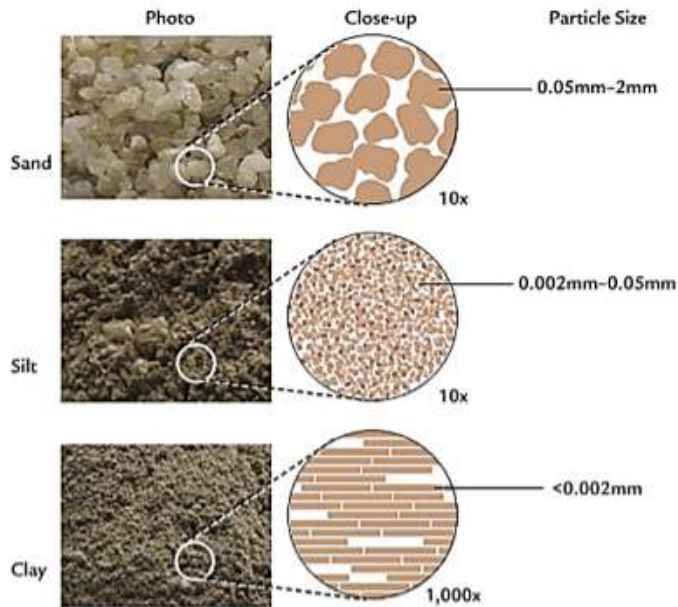 Photo Close-up Particle Size
Sand
0.05mm–2mm
10x
Silt
0.002mm–0.05mm
10x
Clay
<0.002mm
1,000x